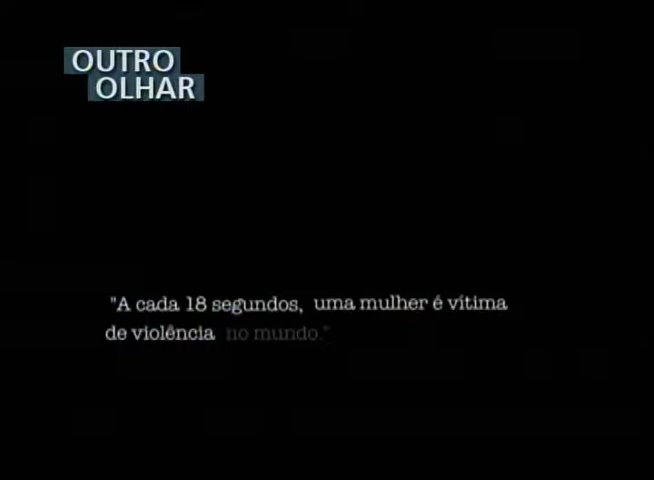 OUTRO
OLHAR
"A cada 18 segundos, uma mulher é vítima
de violência no mundo."